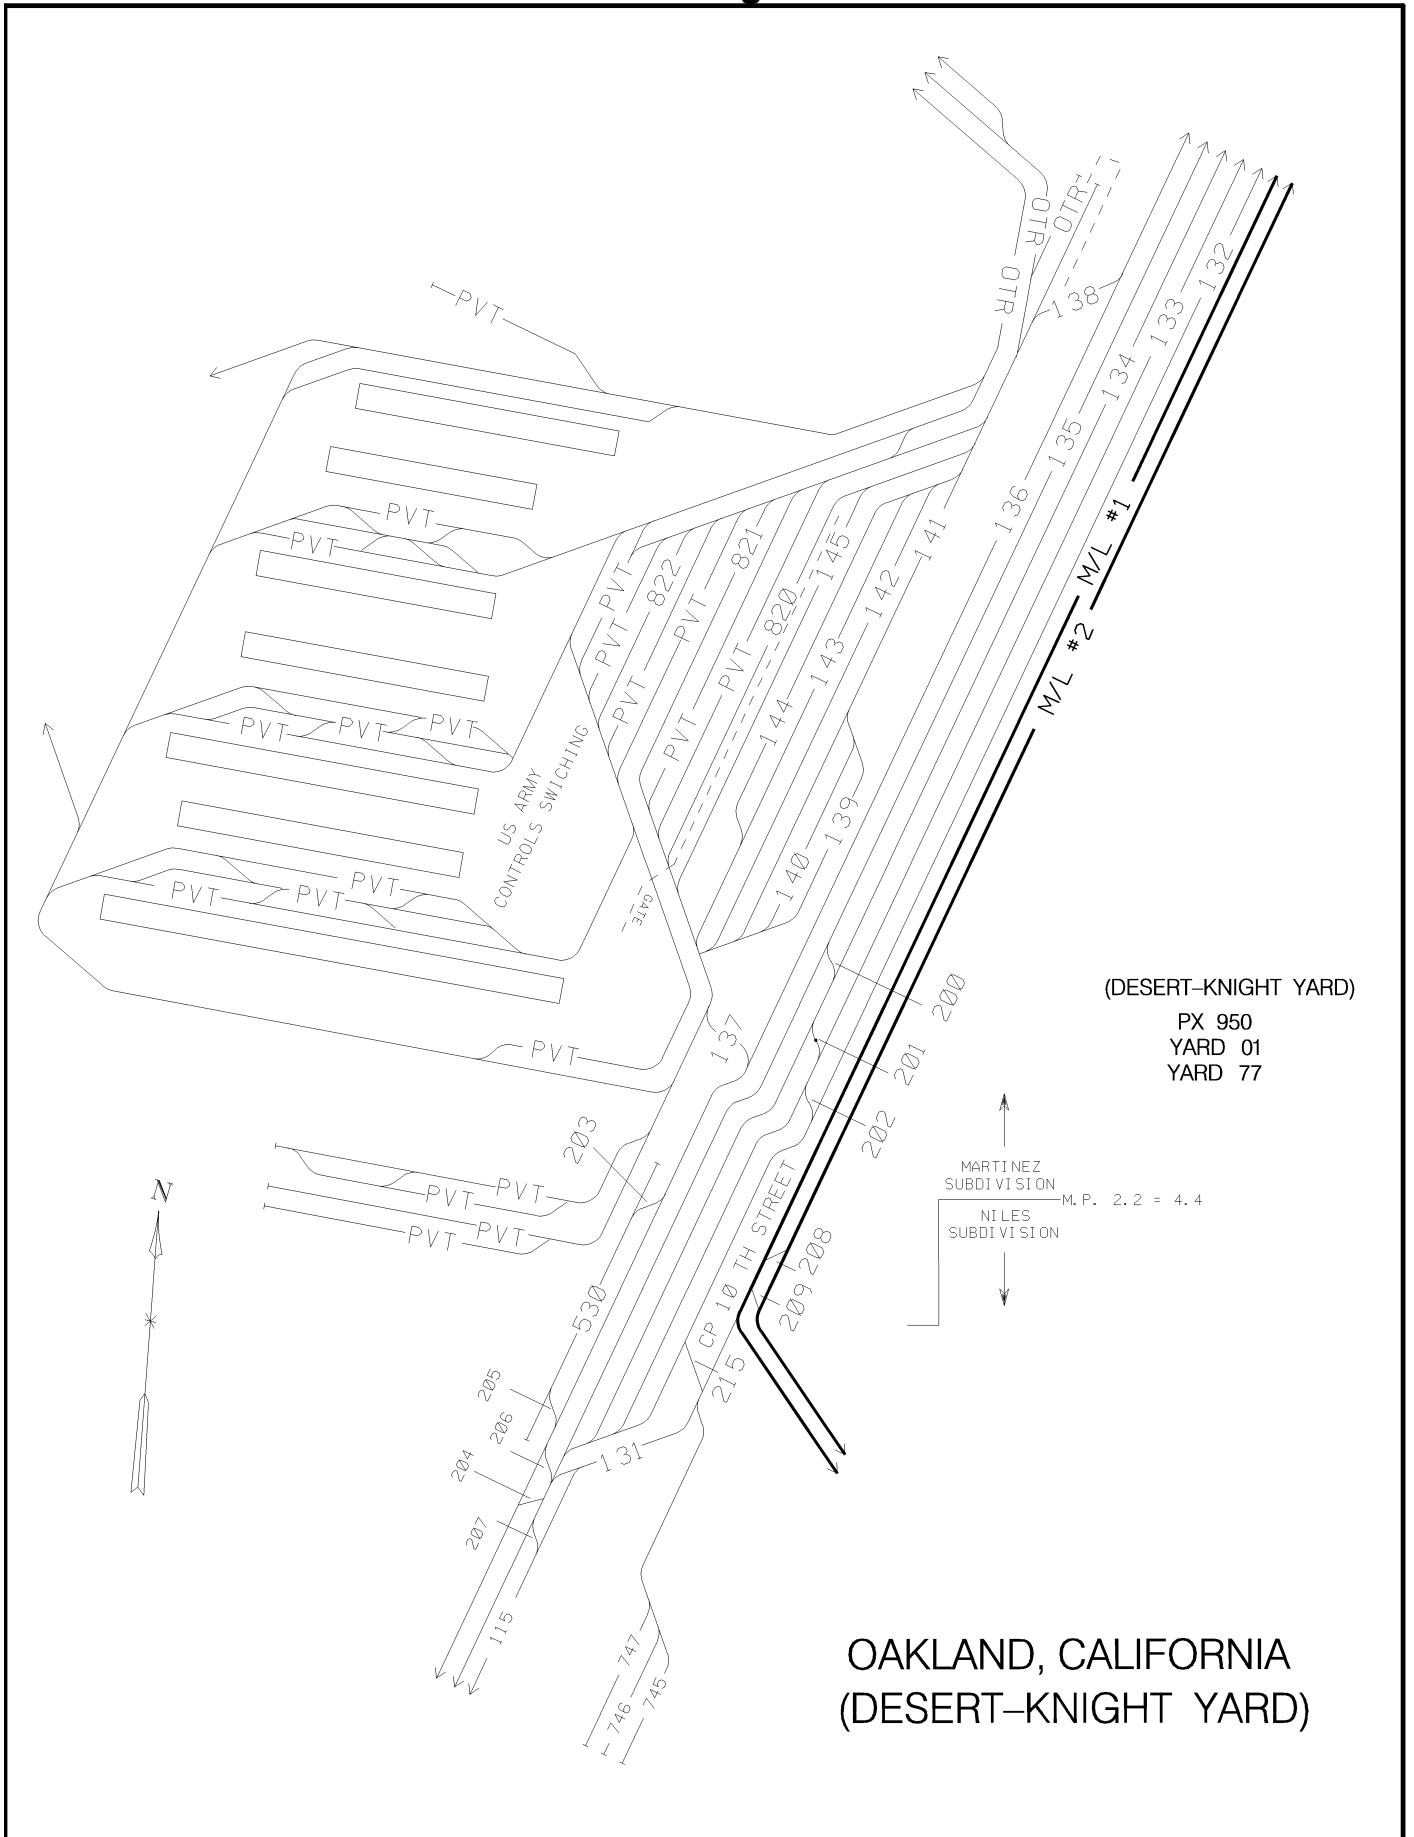 OTR
OTR
OTR
138
132
133
134
135
136
PVT
PVT
PVT
141
145
142
143
144
820
821
822
PVT
PVT
PVT
PVT
PVT
PVT
PVT
M/L #1
M/L #2
PVT
PVT
PVT
US ARMY
CONTROLS SWICHING
139
140
PVT
PVT
PVT
GATE
200
201
202
137
PVT
203
(DESERT–KNIGHT YARD)
PX 950
YARD 01
YARD 77
MARTINEZ
SUBDIVISION
M.P. 2.2 = 4.4
NILES
SUBDIVISION
N
PVT
PVT
PVT
PVT
CP 10 TH STREET
208
209
215
530
205
206
204
207
131
115
747
746
745
OAKLAND, CALIFORNIA
(DESERT–KNIGHT YARD)